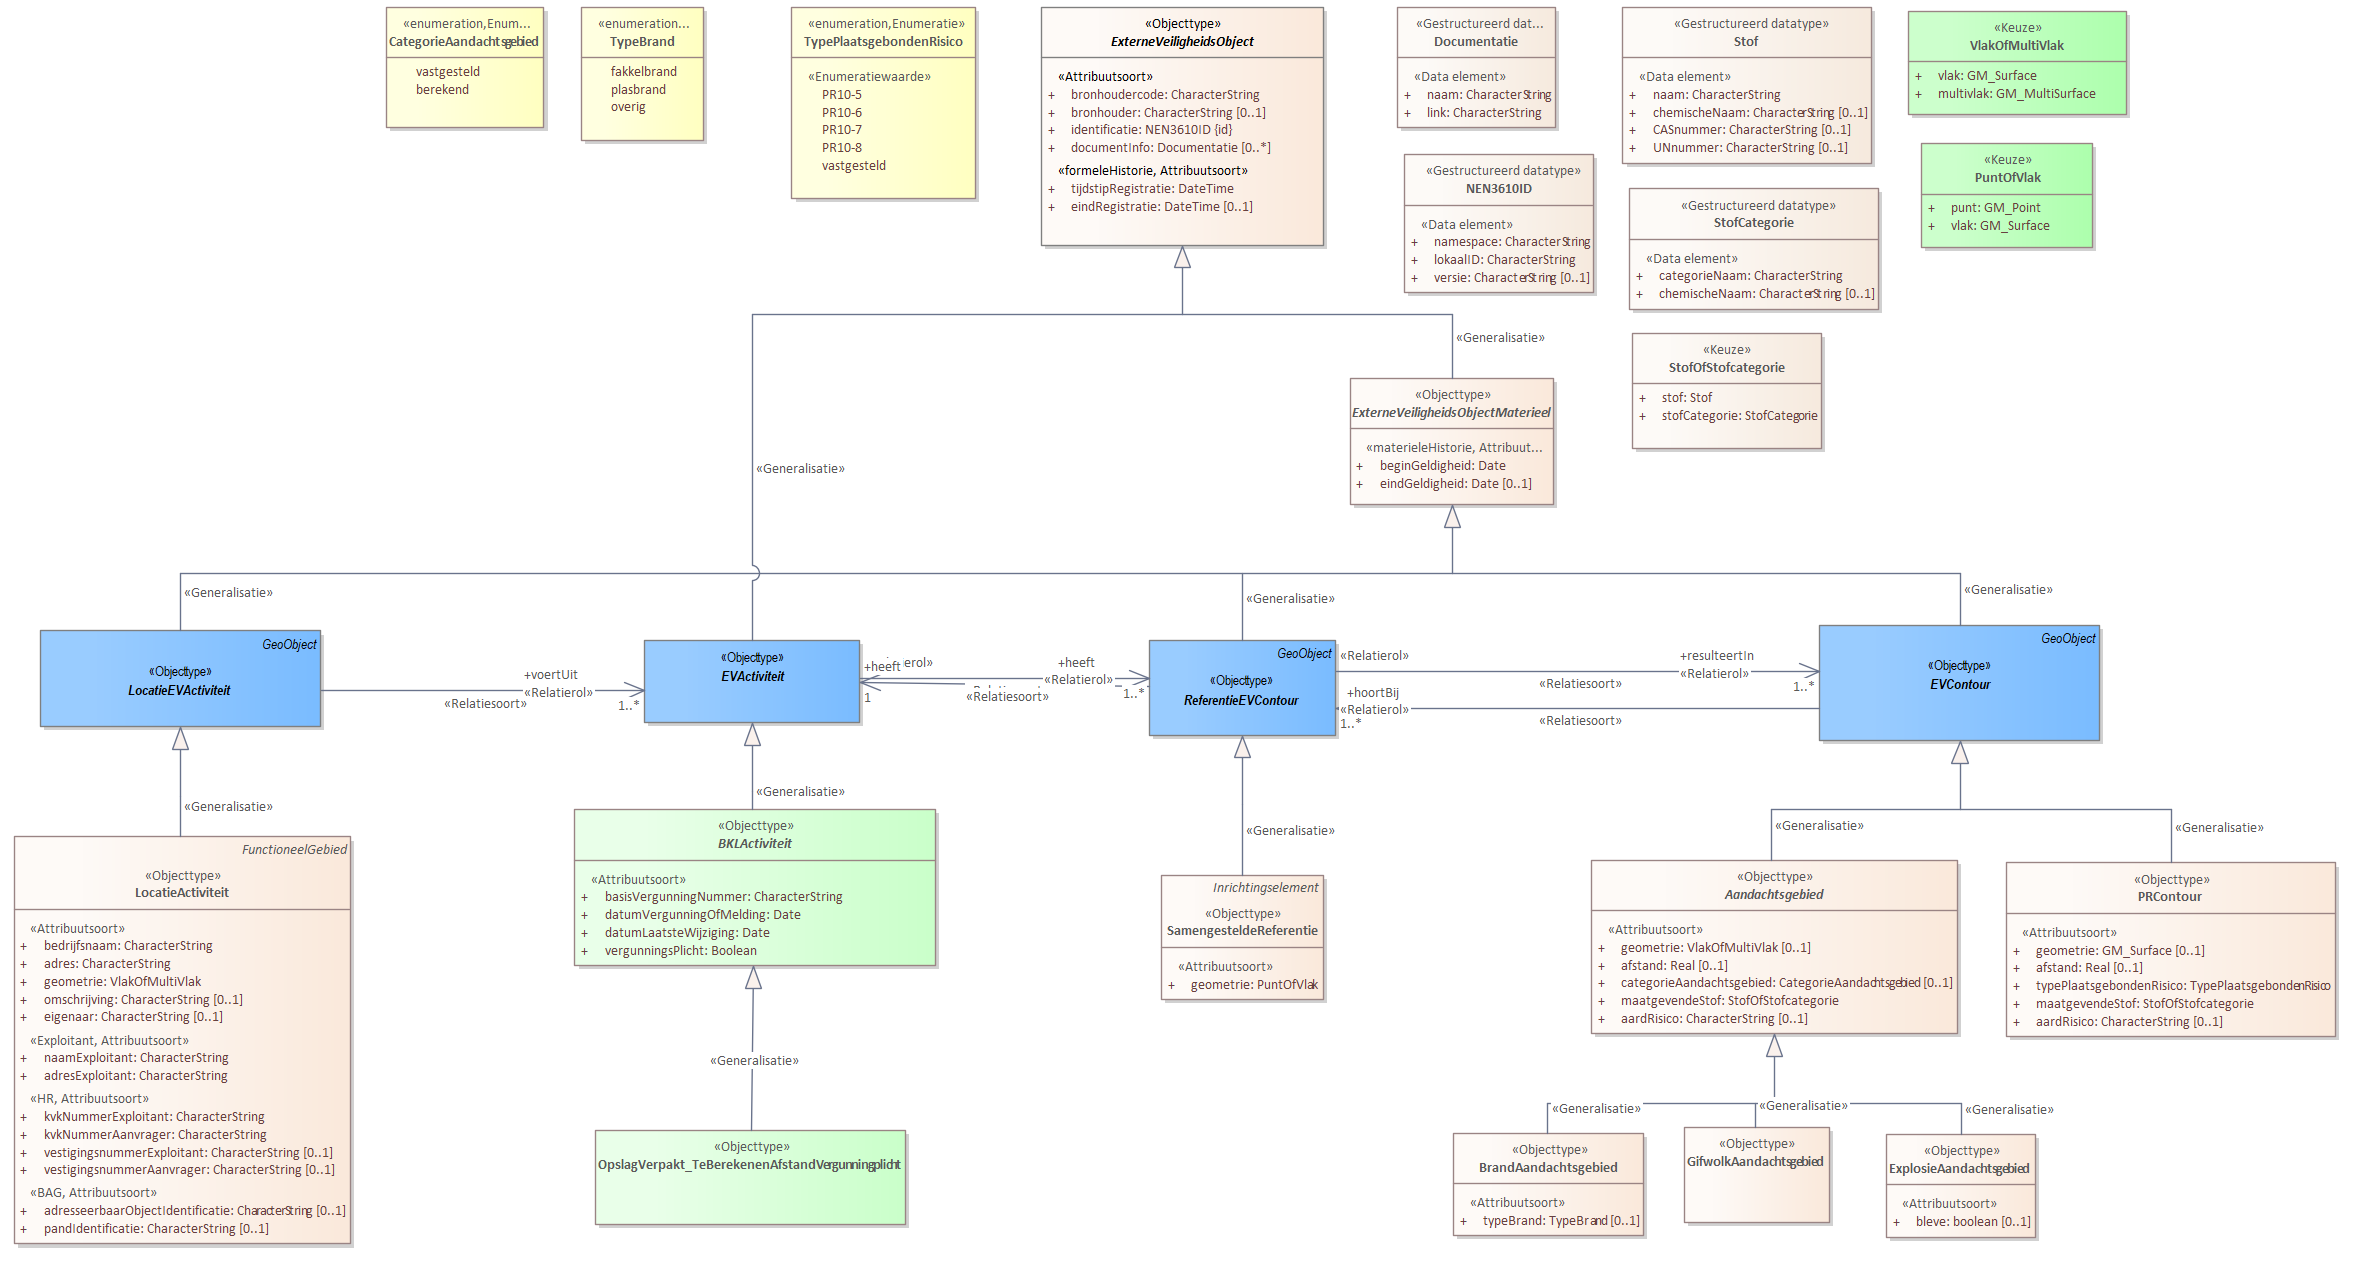 «enumeration,Enum...
CategorieAandachtsgebied
vastgesteld
berekend
«enumeration...
TypeBrand
fakkelbrand
plasbrand
overig
«enumeration,Enumeratie»
TypePlaatsgebondenRisico
«Enumeratiewaarde»
PR10-5
PR10-6
PR10-7
PR10-8
vastgesteld
«Objecttype»
ExterneVeiligheidsObject
«Attribuutsoort»
+ bronhoudercode: CharacterString
+ bronhouder: CharacterString [0..1]
+ identificatie: NEN3610ID {id}
+ documentInfo: Documentatie [0..*]
«formeleHistorie, Attribuutsoort»
+ tijdstipRegistratie: DateTime
+ eindRegistratie: DateTime [0..1]
«Gestructureerd dat...
Documentatie
«Data element»
+ naam: CharacterString
+ link: CharacterString
«Gestructureerd datatype»
NEN3610ID
«Data element»
+ namespace: CharacterString
+ lokaalID: CharacterString
+ versie: CharacterString [0..1]
«Gestructureerd datatype»
Stof
«Data element»
+ naam: CharacterString
+ chemischeNaam: CharacterString [0..1]
+ CASnummer: CharacterString [0..1]
+ UNnummer: CharacterString [0..1]
«Gestructureerd datatype»
StofCategorie
«Data element»
+ categorieNaam: CharacterString
+ chemischeNaam: CharacterString [0..1]
«Keuze»
StofOfStofcategorie
+ stof: Stof
+ stofCategorie: StofCategorie
«Keuze»
VlakOfMultiVlak
+ vlak: GM_Surface
+ multivlak: GM_MultiSurface
«Keuze»
PuntOfVlak
+ punt: GM_Point
+ vlak: GM_Surface
«Generalisatie»
«Objecttype»
ExterneVeiligheidsObjectMaterieel
«materieleHistorie, Attribuut...
+ beginGeldigheid: Date
+ eindGeldigheid: Date [0..1]
«Generalisatie»
«Generalisatie»
«Generalisatie»
«Generalisatie»
GeoObject
«Objecttype»
LocatieEVActiviteit
+voertUit
«Relatierol»
«Relatiesoort»
1..*
«Objecttype»
EVActiviteit
+heeft
erol»
1
+heeft
«Relatierol»
«Relatiesoort»
1..*
GeoObject
«Objecttype»
ReferentieEVContour
«Relatierol»
+resulteertIn
«Relatierol»
«Relatiesoort»
1..*
+hoortBij
«Relatierol»
1..*
«Relatiesoort»
GeoObject
«Objecttype»
EVContour
«Generalisatie»
«Generalisatie»
«Generalisatie»
«Generalisatie»
«Generalisatie»
FunctioneelGebied
«Objecttype»
LocatieActiviteit
«Attribuutsoort»
+ bedrijfsnaam: CharacterString
+ adres: CharacterString
+ geometrie: VlakOfMultiVlak
+ omschrijving: CharacterString [0..1]
+ eigenaar: CharacterString [0..1]
«Exploitant, Attribuutsoort»
+ naamExploitant: CharacterString
+ adresExploitant: CharacterString
«HR, Attribuutsoort»
+ kvkNummerExploitant: CharacterString
+ kvkNummerAanvrager: CharacterString
+ vestigingsnummerExploitant: CharacterString [0..1]
+ vestigingsnummerAanvrager: CharacterString [0..1]
«BAG, Attribuutsoort»
+ adresseerbaarObjectIdentificatie: CharacterString [0..1]
+ pandIdentificatie: CharacterString [0..1]
«Objecttype»
BKLActiviteit
«Attribuutsoort»
+ basisVergunningNummer: CharacterString
+ datumVergunningOfMelding: Date
+ datumLaatsteWijziging: Date
+ vergunningsPlicht: Boolean
«Generalisatie»
«Objecttype»
OpslagVerpakt_TeBerekenenAfstandVergunningplicht
Inrichtingselement
«Objecttype»
SamengesteldeReferentie
«Attribuutsoort»
+ geometrie: PuntOfVlak
«Objecttype»
Aandachtsgebied
«Attribuutsoort»
+ geometrie: VlakOfMultiVlak [0..1]
+ afstand: Real [0..1]
+ categorieAandachtsgebied: CategorieAandachtsgebied [0..1]
+ maatgevendeStof: StofOfStofcategorie
+ aardRisico: CharacterString [0..1]
«Objecttype»
PRContour
«Attribuutsoort»
+ geometrie: GM_Surface [0..1]
+ afstand: Real [0..1]
+ typePlaatsgebondenRisico: TypePlaatsgebondenRisico
+ maatgevendeStof: StofOfStofcategorie
+ aardRisico: CharacterString [0..1]
«Generalisatie»
«Generalisatie»
«Generalisatie»
«Objecttype»
BrandAandachtsgebied
«Attribuutsoort»
+ typeBrand: TypeBrand [0..1]
«Objecttype»
GifwolkAandachtsgebied
«Objecttype»
ExplosieAandachtsgebied
«Attribuutsoort»
+ bleve: boolean [0..1]